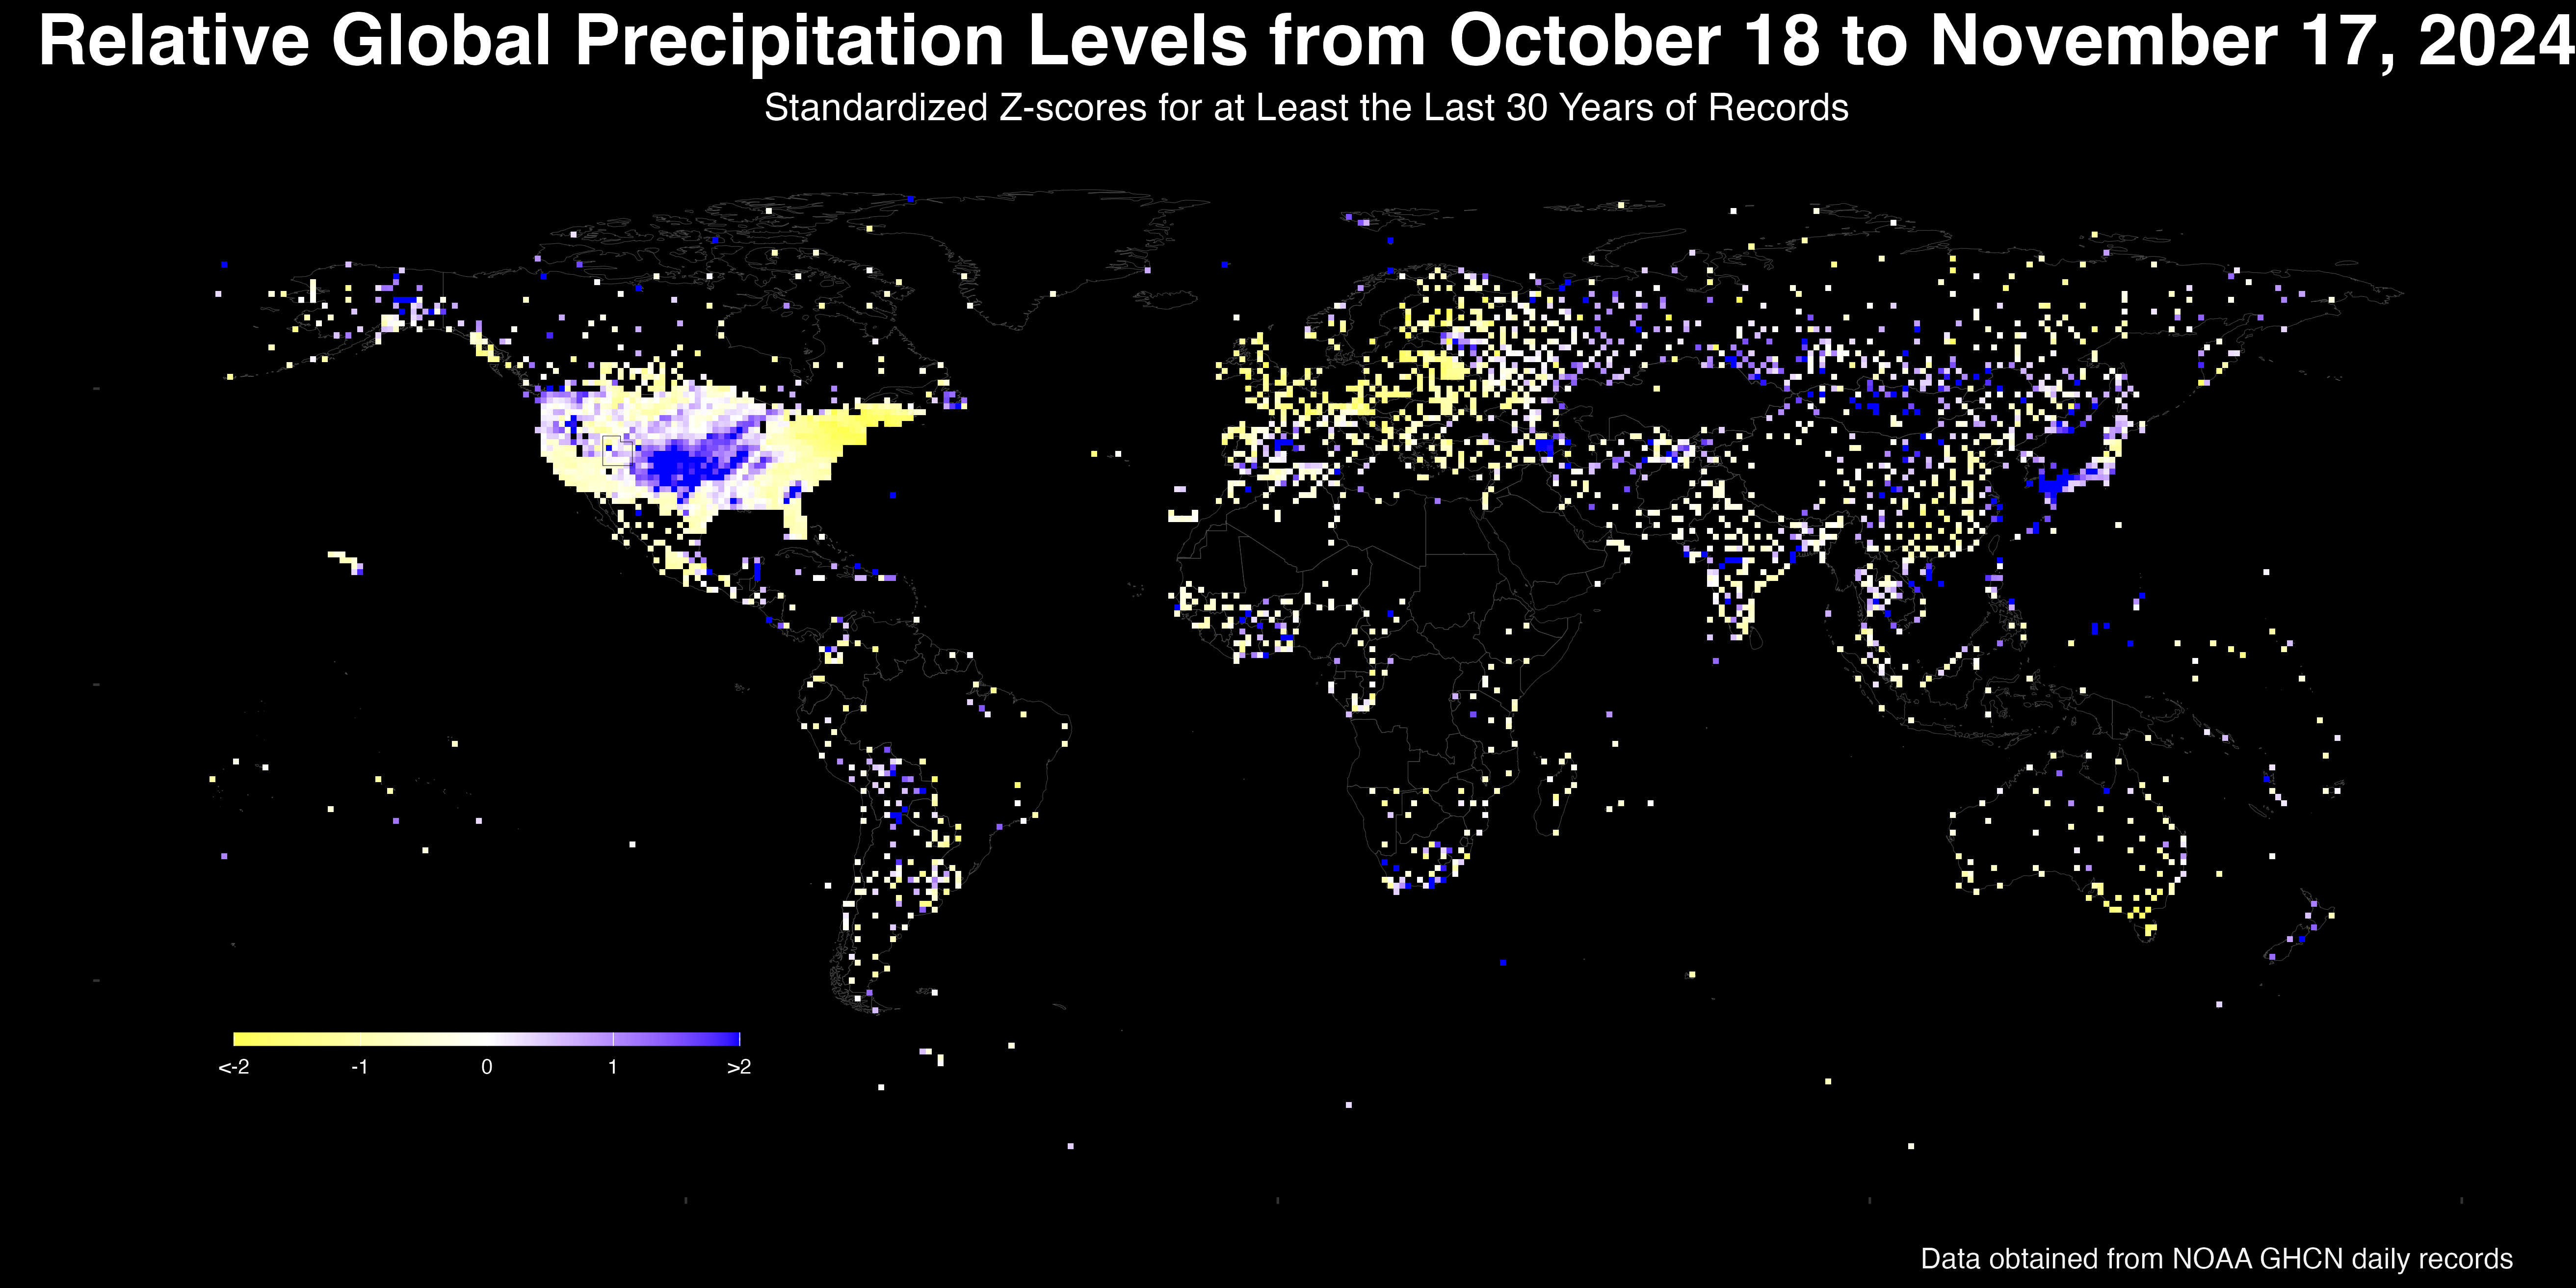 Relative Global Precipitation Levels from October 18 to November 17, 2024
Standardized Z-scores for at Least the Last 30 Years of Records
<-2 -1 0 1 >2
Data obtained from NOAA GHCN daily records